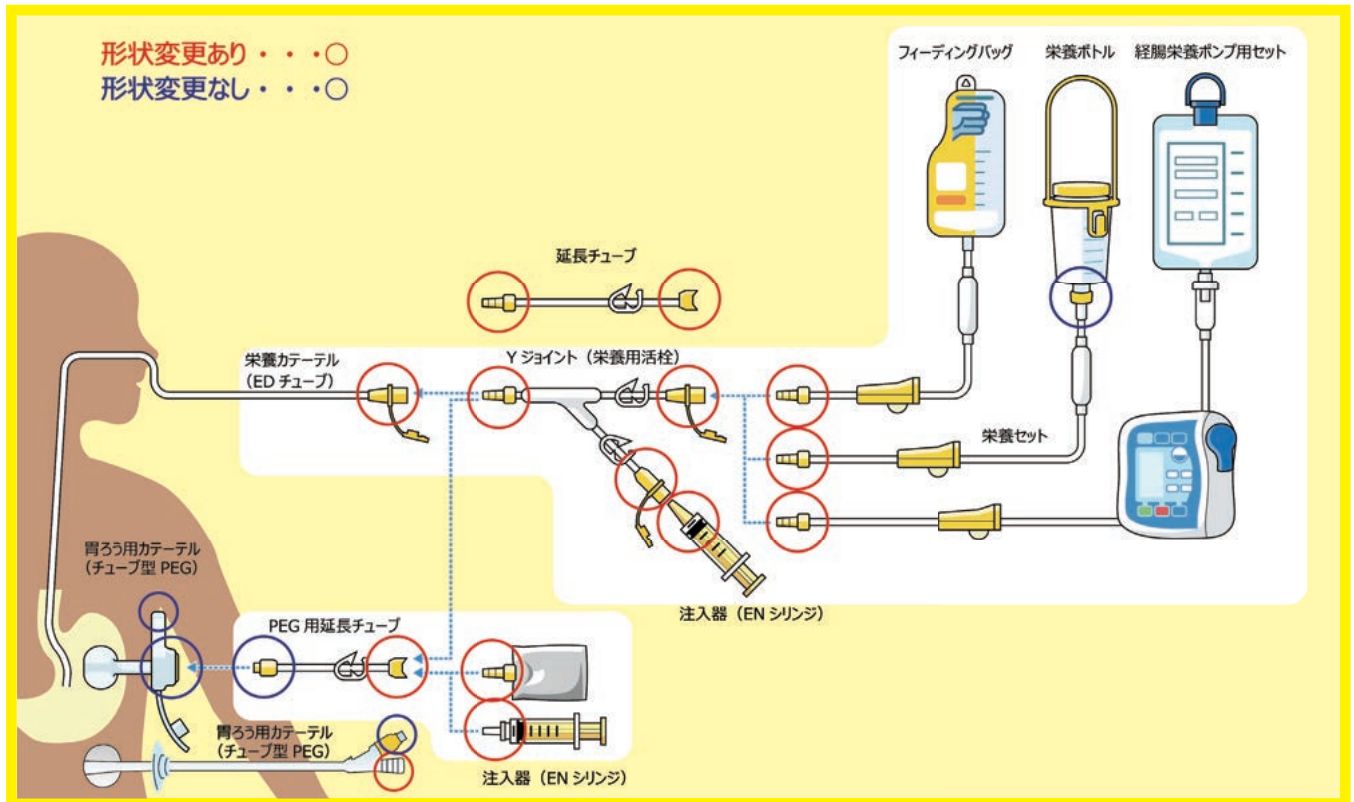 形状変更あり・・・○
形状変更なし・・・○
フィーディングバッグ
栄養ボトル
経腸栄養ポンプ用セット
延長チューブ
栄養カテーテル
(ED チューブ)
Y ジョイント（栄養用活栓）
栄養セット
注入器（EN シリンジ）
胃ろう用カテーテル
(チューブ型 PEG)
PEG 用延長チューブ
胃ろう用カテーテル
(チューブ型 PEG)
注入器（EN シリンジ）